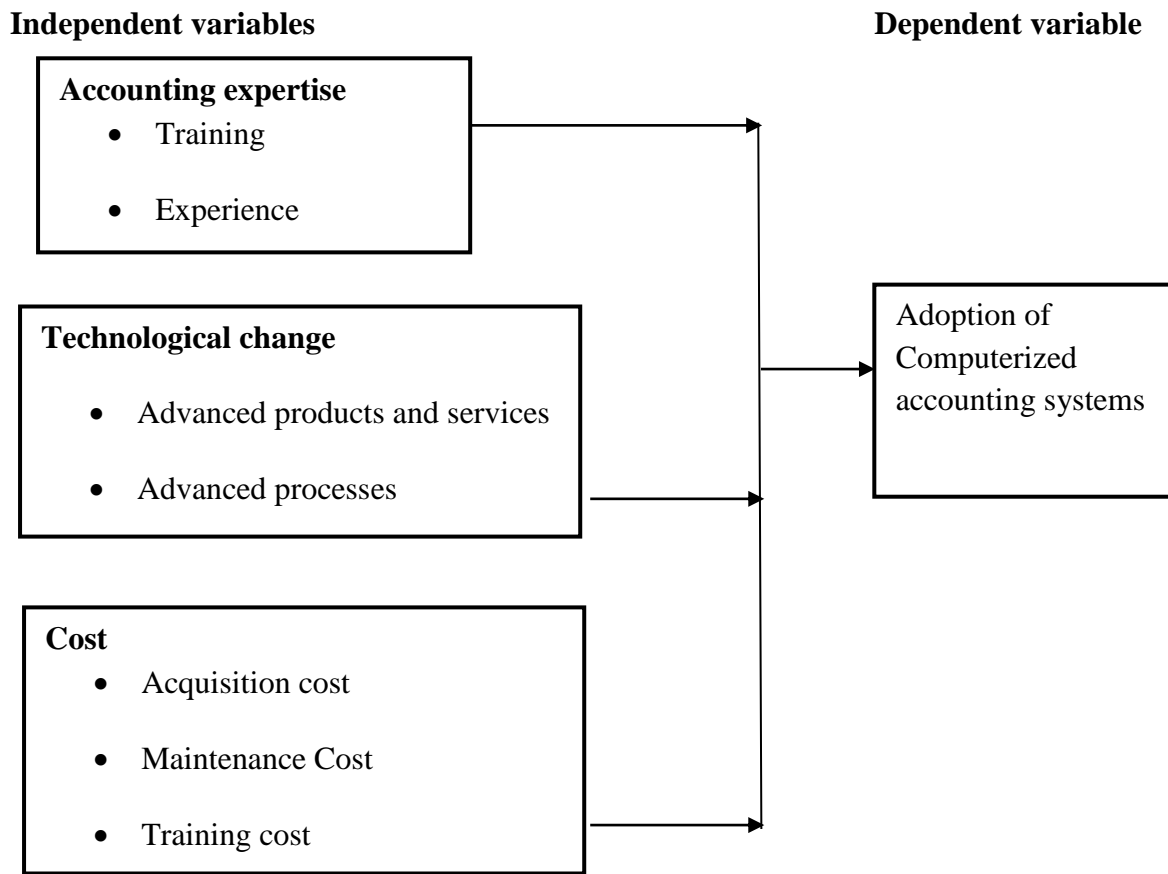 Independent variables
Dependent variable
Accounting expertise
• Training
• Experience
Technological change
• Advanced products and services
• Advanced processes
Cost
• Acquisition cost
• Maintenance Cost
• Training cost
Adoption of
Computerized
accounting systems